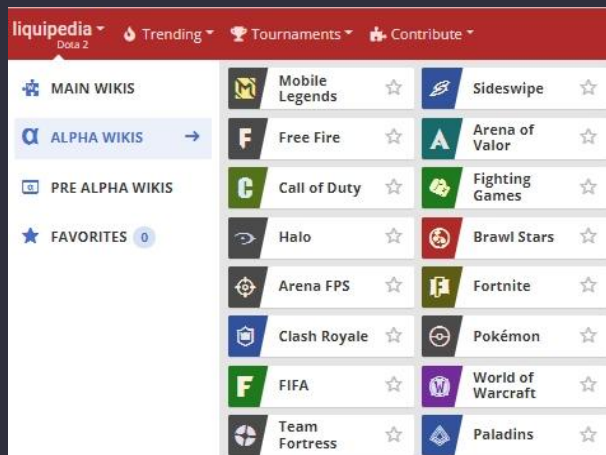 liquipedia
Dota 2
Trending
Tournaments
Contribute
MAIN WIKIS
α ALPHA WIKIS →
PRE ALPHA WIKIS
FAVORITES 0
Mobile
Legends
Sideswipe
Free Fire
Arena of
Valor
Call of Duty
Fighting
Games
Halo
Brawl Stars
Arena FPS
Fortnite
Clash Royale
Pokémon
FIFA
World of
Warcraft
Team
Fortress
Paladins